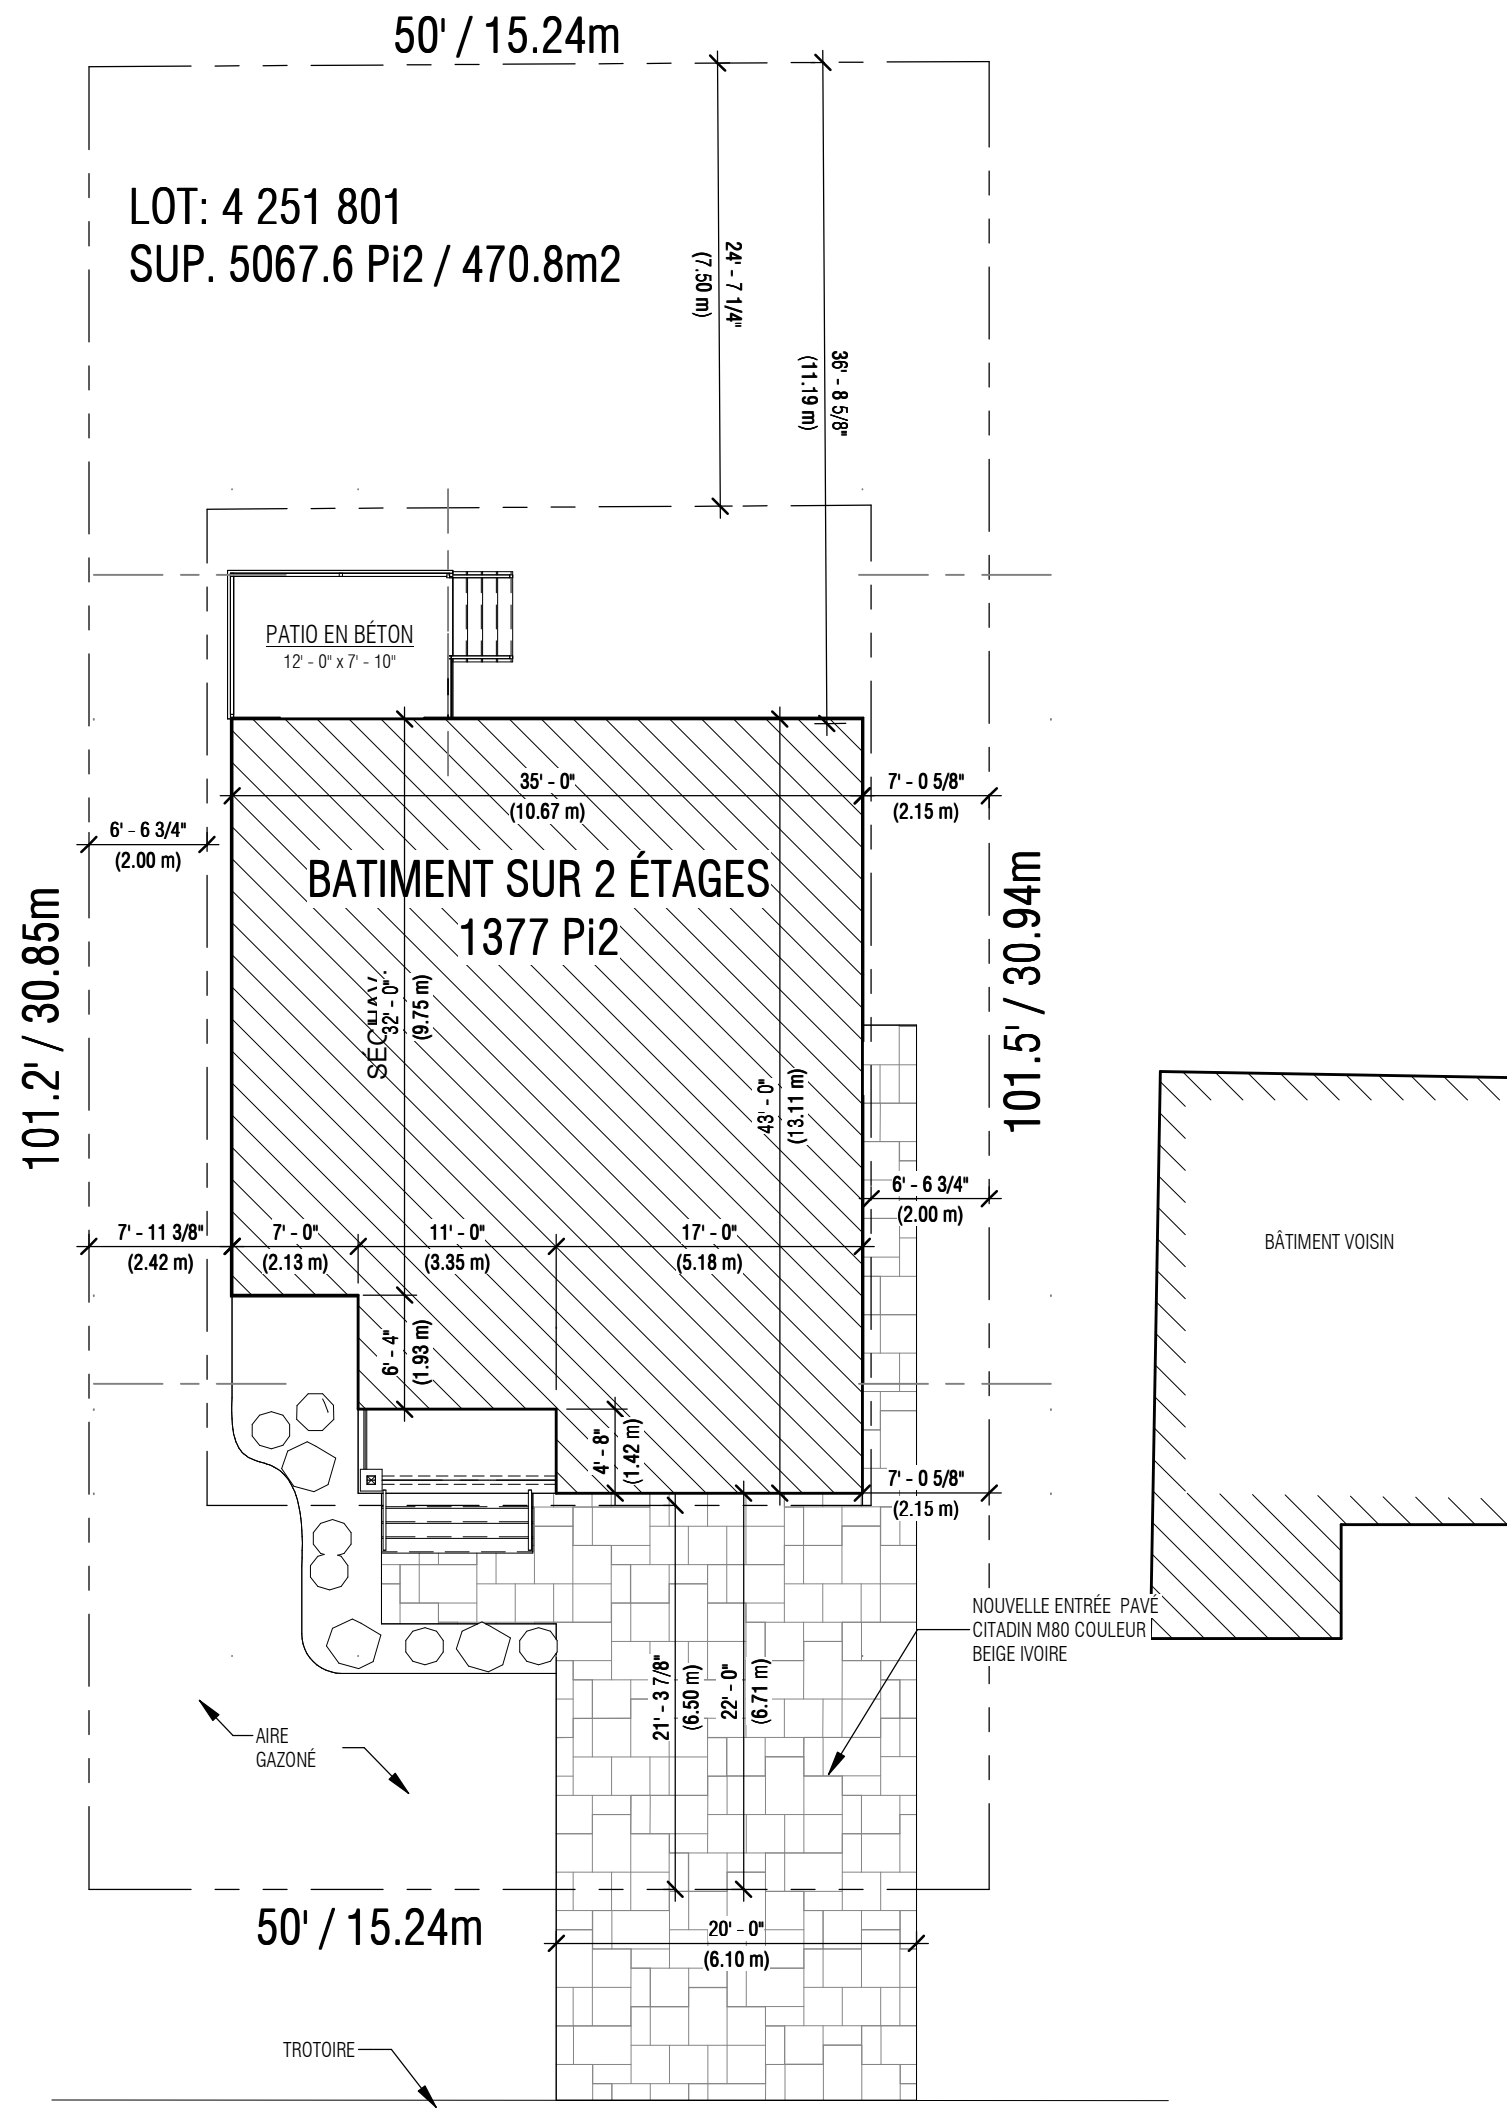 50' / 15.24m
LOT: 4 251 801
SUP. 5067.6 Pi2 / 470.8m2
24' - 7 1/4"
(7.50 m)
36' - 8 5/8"
(11.19 m)
PATIO EN BÉTON
12' - 0" x 7' - 10"
35' - 0"
(10.67 m)
7' - 0 5/8"
(2.15 m)
6' - 6 3/4"
(2.00 m)
BATIMENT SUR 2 ÉTAGES
1377 Pi2
101.2' / 30.85m
101.5' / 30.94m
32' - 0"
(9.75 m)
43' - 0"
(13.11 m)
6' - 6 3/4"
(2.00 m)
7' - 11 3/8"
(2.42 m)
7' - 0"
(2.13 m)
11' - 0"
(3.35 m)
17' - 0"
(5.18 m)
BÂTIMENT VOISIN
6' - 4"
(1.93 m)
4' - 8"
(1.42 m)
7' - 0 5/8"
(2.15 m)
NOUVELLE ENTRÉE PAVÉ
CITADIN M80 COULEUR
BEIGE IVOIRE
21' - 3 7/8"
(6.50 m)
22' - 0"
(6.71 m)
AIRE
GAZONÉ
50' / 15.24m
20' - 0"
(6.10 m)
TROTOIRE